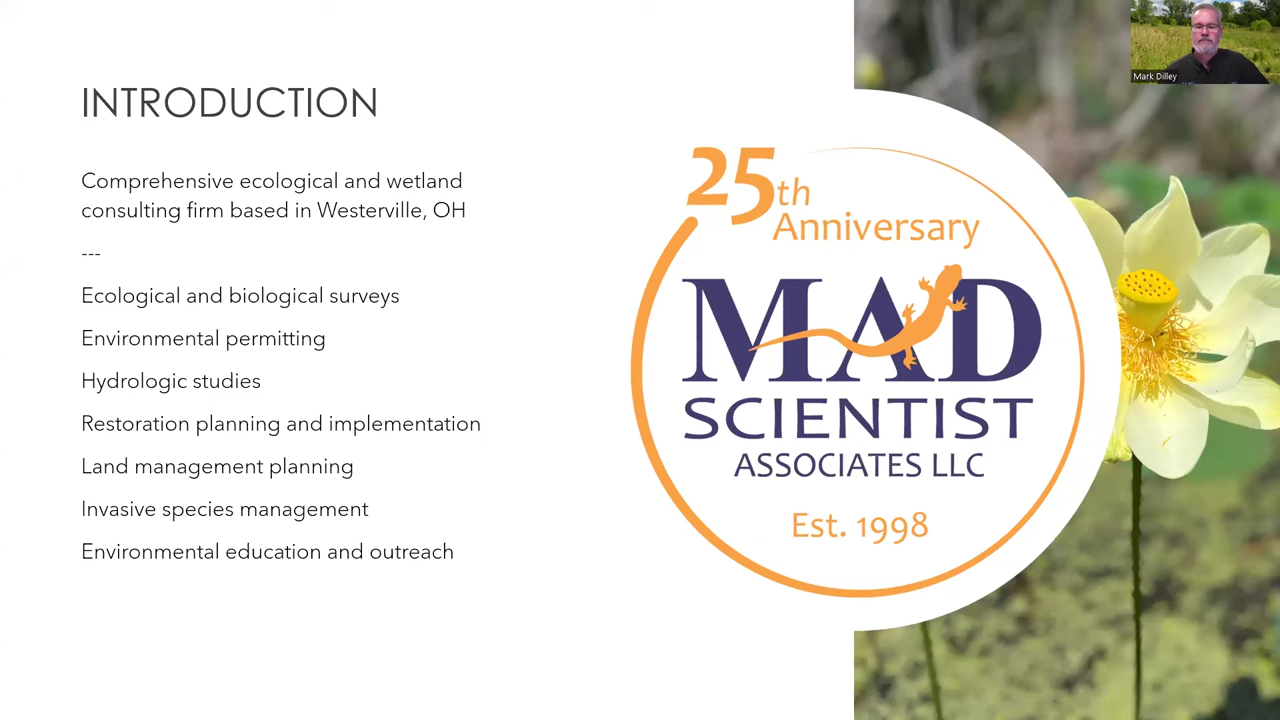 INTRODUCTION
Comprehensive ecological and wetland
consulting firm based in Westerville, OH
---
Ecological and biological surveys
Environmental permitting
Hydrologic studies
Restoration planning and implementation
Land management planning
Invasive species management
Environmental education and outreach
25th
Anniversary
MAD
SCIENTIST
ASSOCIATES LLC
Est. 1998
Mark Dilley